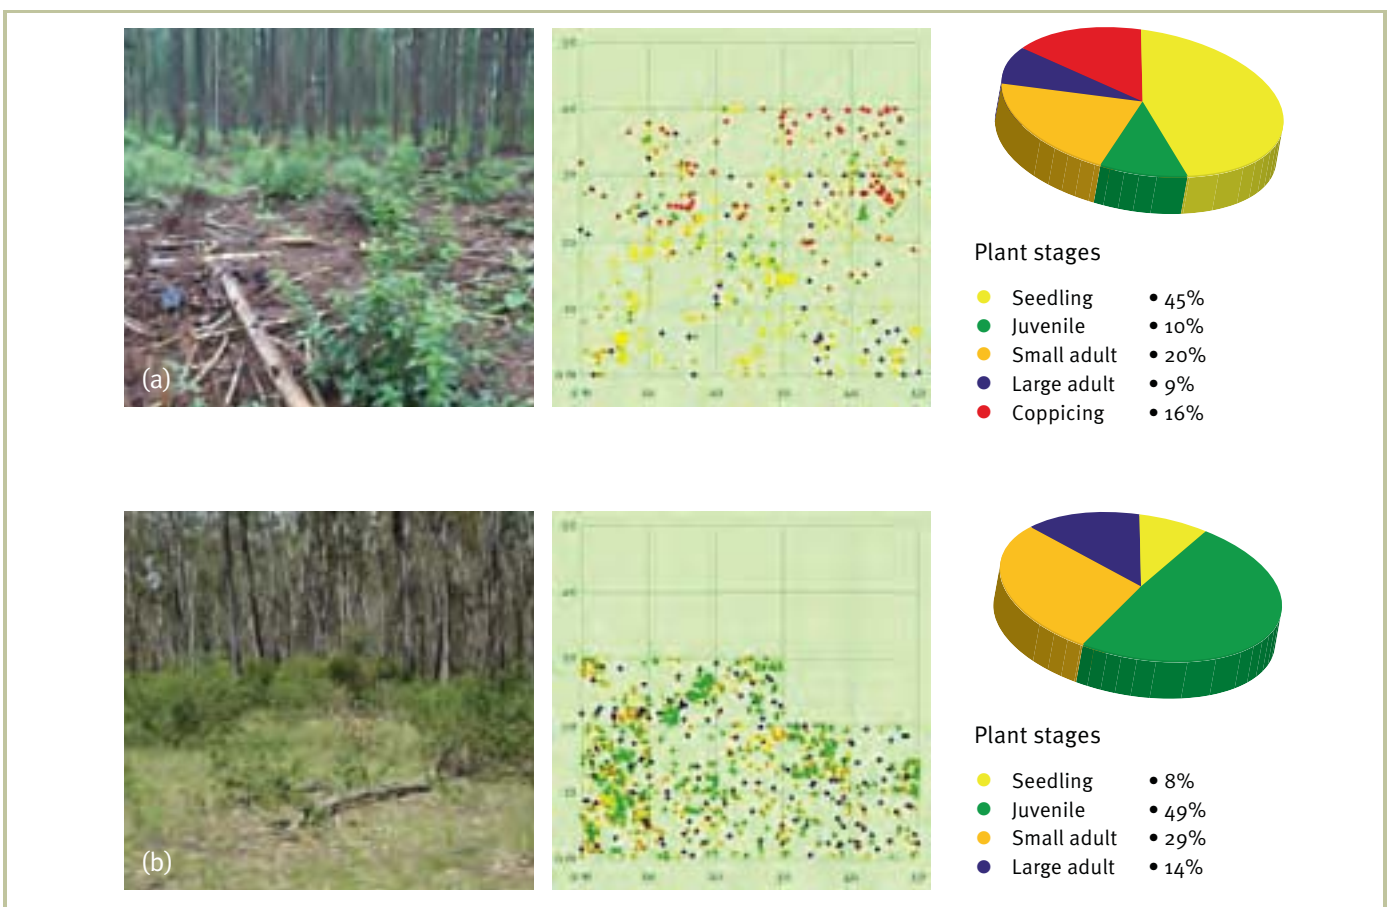 (a)
Plant stages
Seedling • 45%
Juvenile • 10%
Small adult • 20%
Large adult • 9%
Coppicing • 16%
(b)
Plant stages
Seedling • 8%
Juvenile • 49%
Small adult • 29%
Large adult • 14%